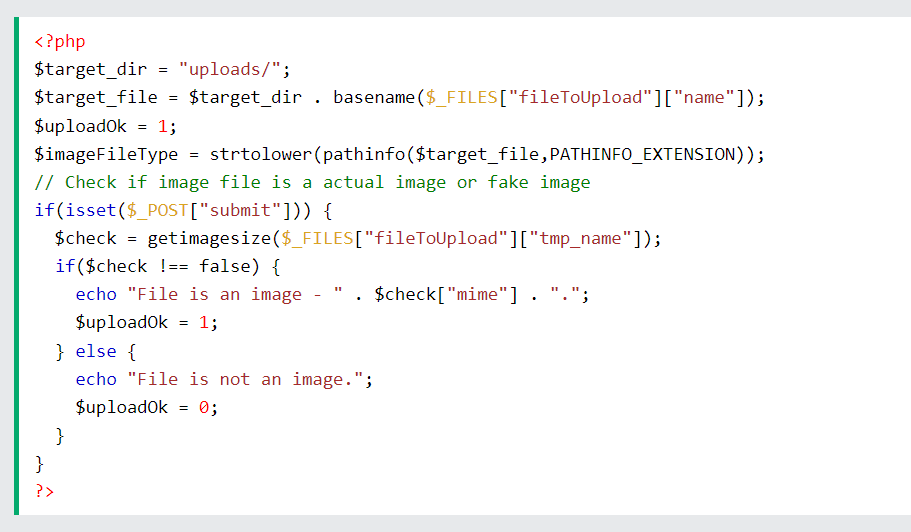 <?php
$target_dir = "uploads/";
$target_file = $target_dir . basename($_FILES["fileToUpload"]["name"]);
$uploadOk = 1;
$imageFileType = strtolower(pathinfo($target_file,PATHINFO_EXTENSION));
// Check if image file is a actual image or fake image
if(isset($_POST["submit"])) {
  $check = getimagesize($_FILES["fileToUpload"]["tmp_name"]);
  if($check !== false) {
    echo "File is an image - " . $check["mime"] . ".";
    $uploadOk = 1;
  } else {
    echo "File is not an image.";
    $uploadOk = 0;
  }
}
?>